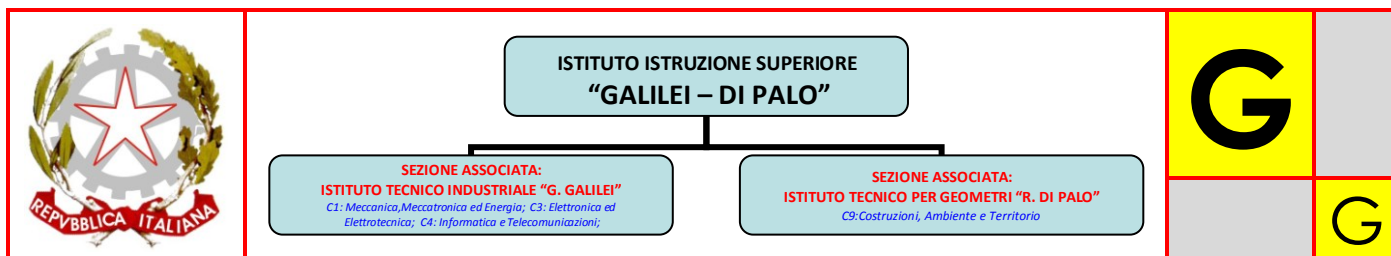 REPVBBLICA ITALIANA
ISTITUTO ISTRUZIONE SUPERIORE
“GALILEI – DI PALO”
SEZIONE ASSOCIATA:
ISTITUTO TECNICO INDUSTRIALE “G. GALILEI”
C1: Meccanica,Meccatronica ed Energia; C3: Elettronica ed
Elettrotecnica; C4: Informatica e Telecomunicazioni;
SEZIONE ASSOCIATA:
ISTITUTO TECNICO PER GEOMETRI “R. DI PALO”
C9:Costruzioni, Ambiente e Territorio
G
G